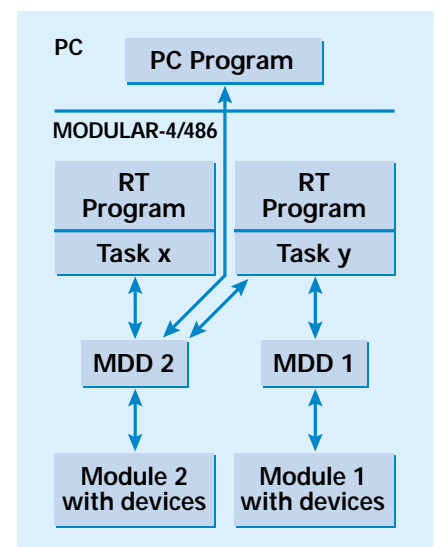 PC
PC Program
MODULAR-4/486
RT
Program
Task x
RT
Program
Task y
MDD 2
MDD 1
Module 2
with devices
Module 1
with devices